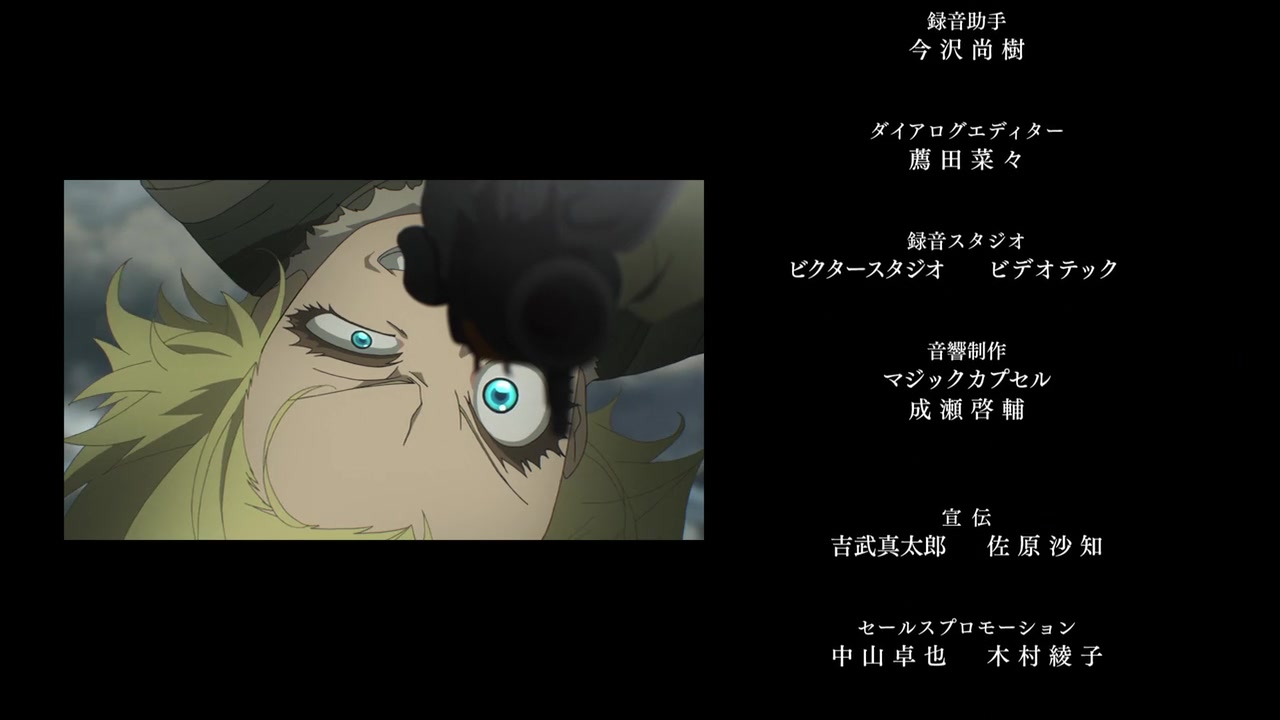 録音助手
今沢尚樹
ダイアログエディター
薦田菜々
録音スタジオ
ビクタースタジオ ビデオテック
音響制作
マジックカプセル
成瀬啓輔
宣伝
吉武真太郎 佐原沙知
セールスプロモーション
中山卓也 木村綾子